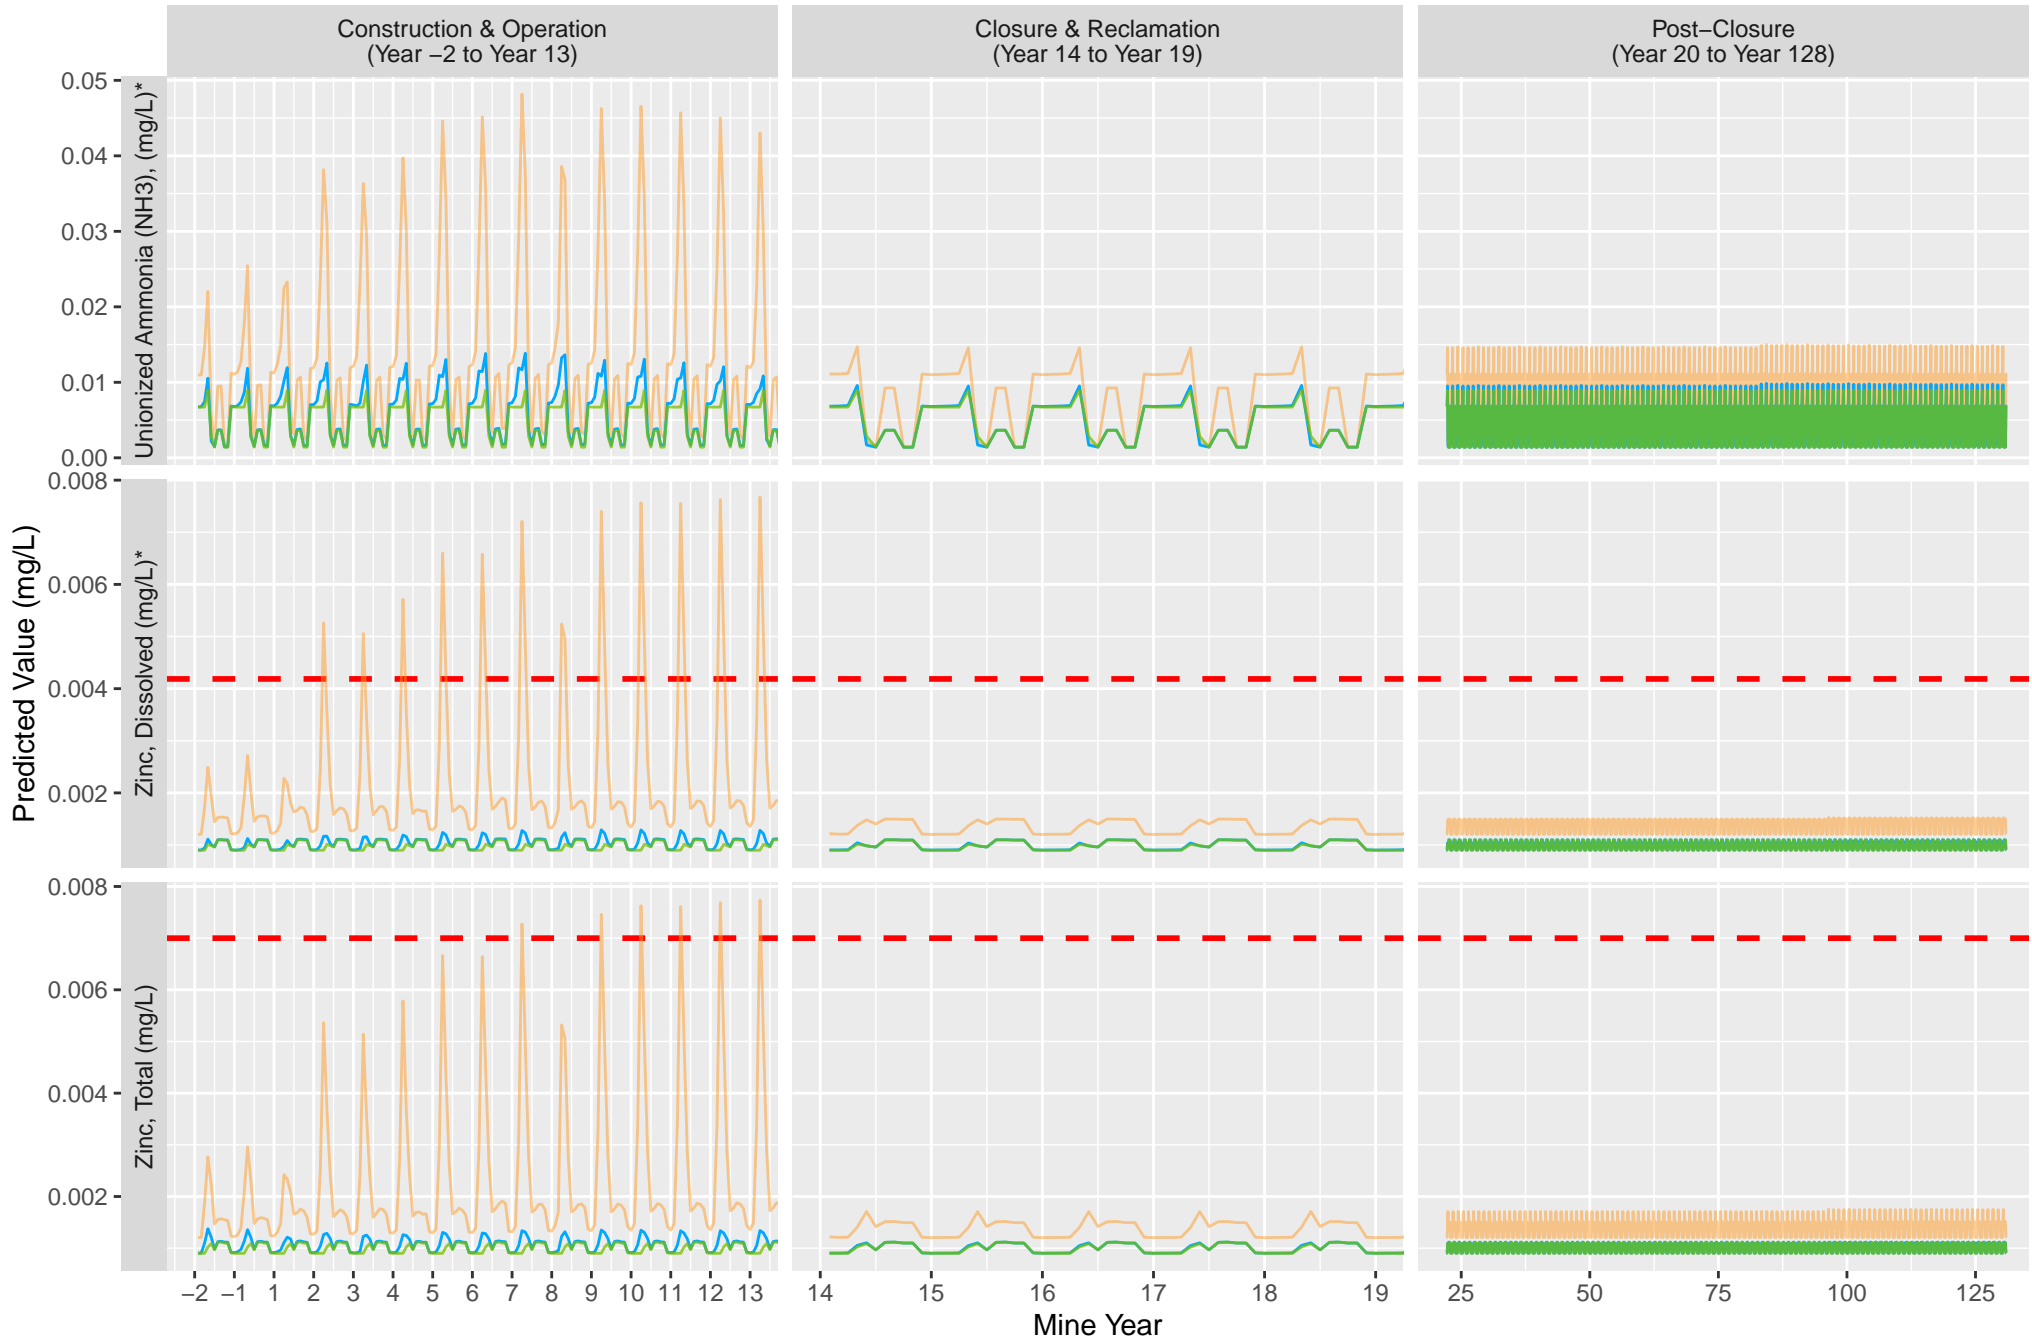 Construction & Operation
(Year −2 to Year 13)
Closure & Reclamation
(Year 14 to Year 19)
Post−Closure
(Year 20 to Year 128)
Predicted Value (mg/L)
Unionized Ammonia (NH3), (mg/L)*
0.05
0.04
0.03
0.02
0.01
0.00
Zinc, Dissolved (mg/L)*
0.008
0.006
0.004
0.002
Zinc, Total (mg/L)
0.008
0.006
0.004
0.002
−2 −1 1 2 3 4 5 6 7 8 9 10 11 12 13
14 15 16 17 18 19
25 50 75 100 125
Mine Year